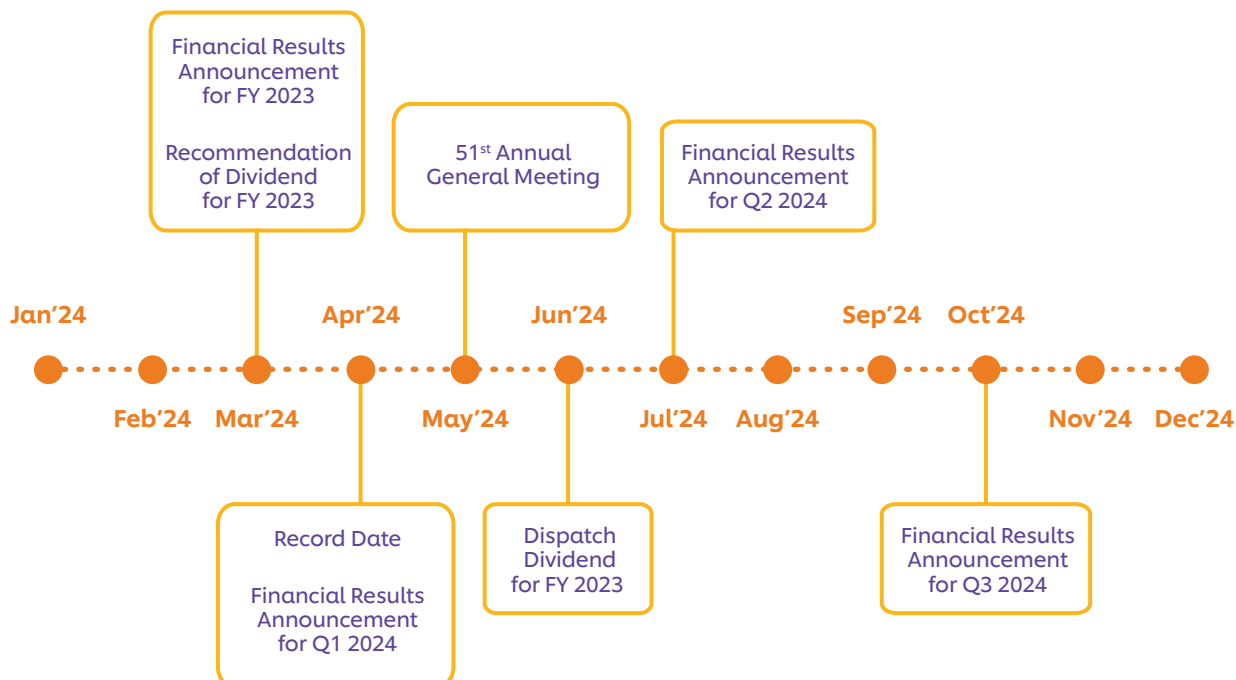 Financial Results
Announcement
for FY 2023
Recommendation
of Dividend
for FY 2023
51st Annual
General Meeting
Financial Results
Announcement
for Q2 2024
Jan’24
Apr’24
Jun’24
Sep’24
Oct’24
Feb’24
Mar’24
May’24
Jul’24
Aug’24
Nov’24
Dec’24
Record Date
Financial Results
Announcement
for Q1 2024
Dispatch
Dividend
for FY 2023
Financial Results
Announcement
for Q3 2024